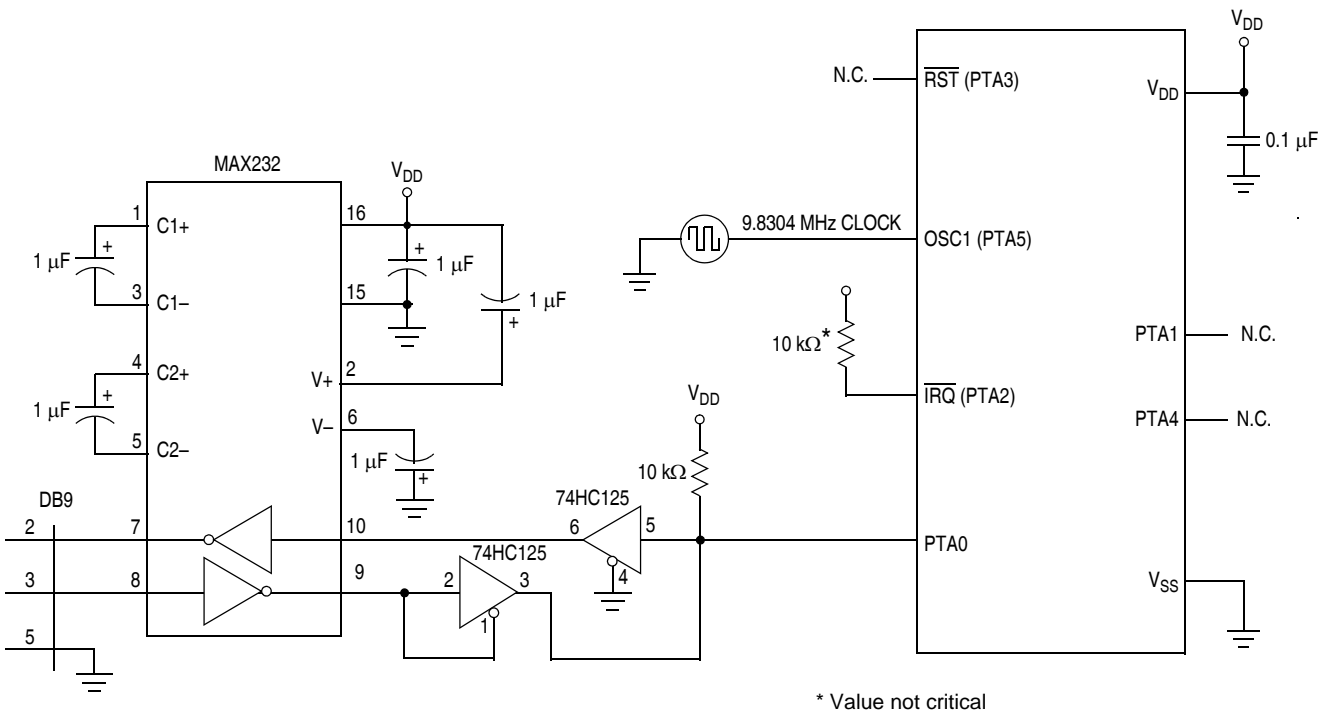 V_DD
N.C.
R̅S̅T̅ (PTA3)
V_DD
0.1 µF
MAX232
V_DD
1
C1+
16
+
1 µF
+
1 µF
9.8304 MHz CLOCK
OSC1 (PTA5)
3
C1–
15
1 µF
+
10 kΩ*
PTA1
N.C.
4
C2+
V+
2
I̅R̅Q̅ (PTA2)
+
1 µF
V_DD
V–
6
PTA4
N.C.
5
C2–
1 µF
+
10 kΩ
DB9
74HC125
2
7
10
6
5
PTA0
74HC125
4
3
8
9
2
3
V_SS
1
5
* Value not critical